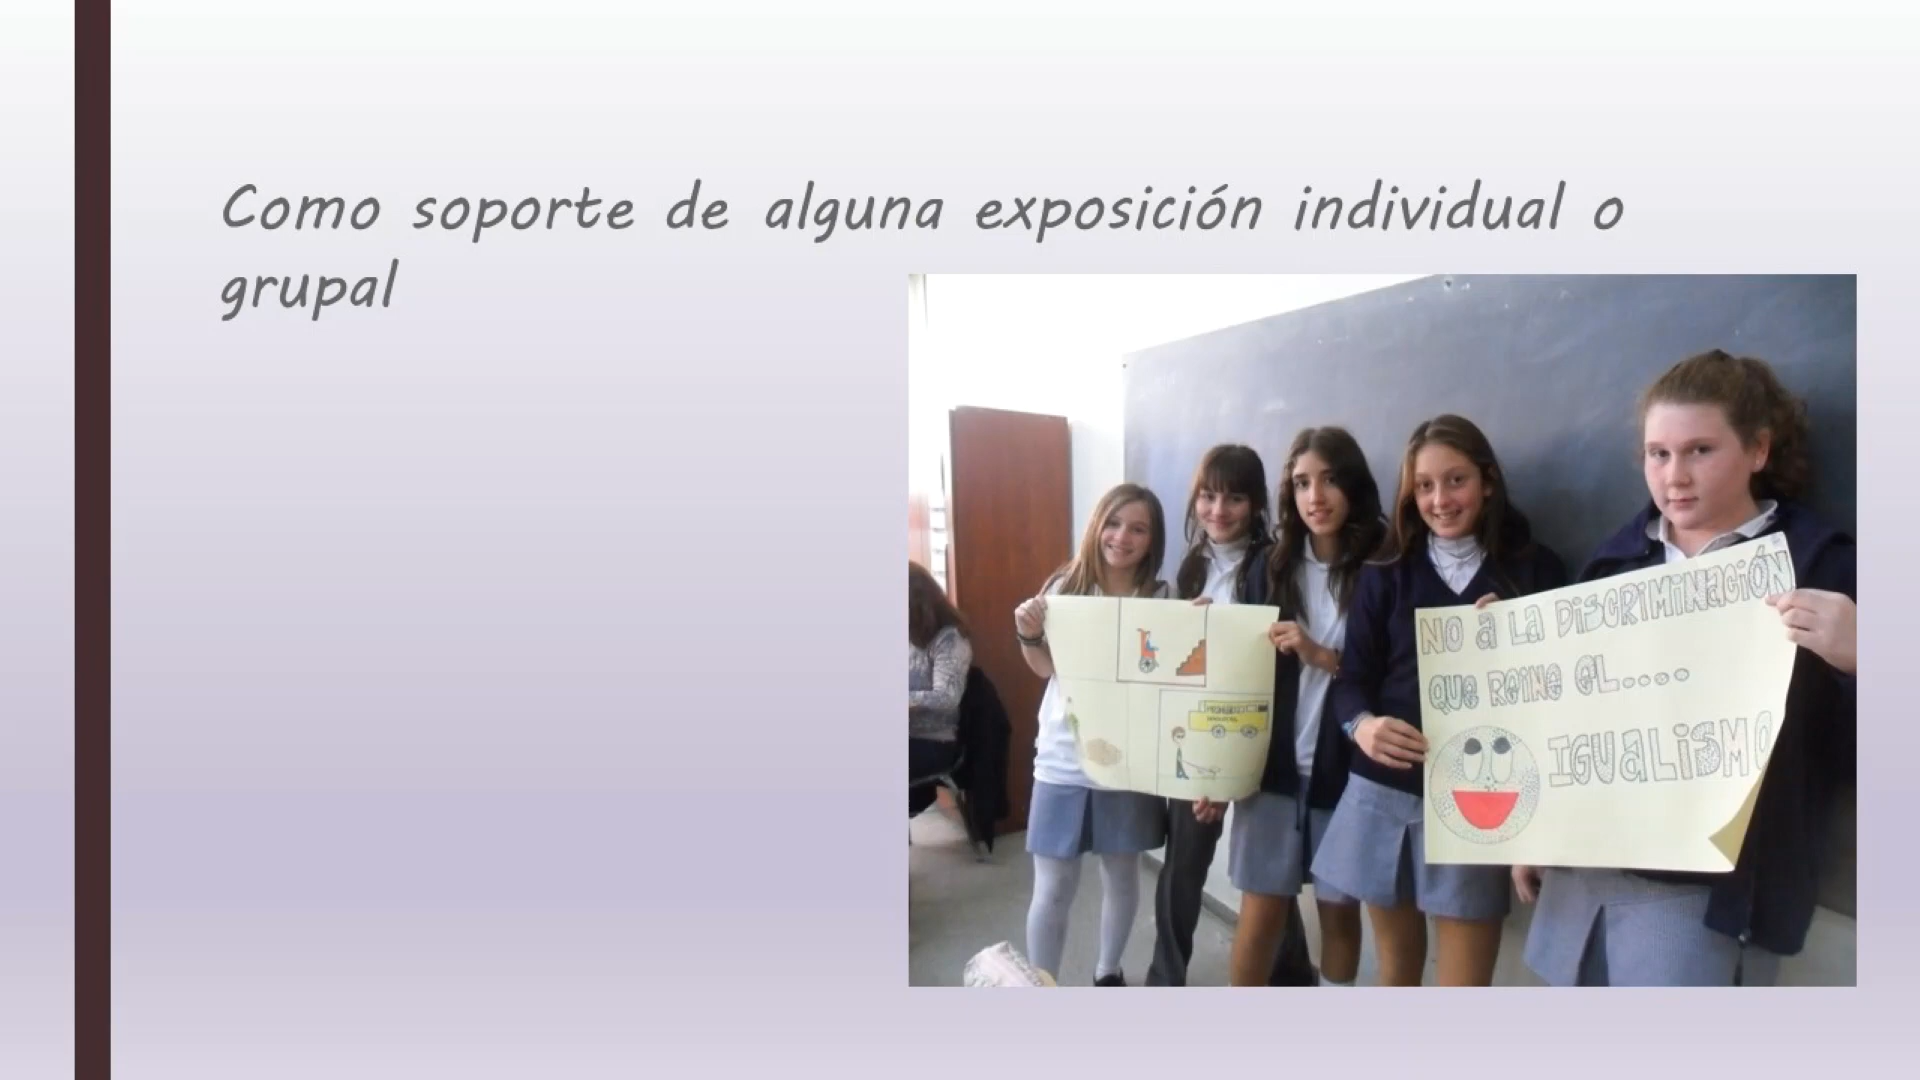 Como soporte de alguna exposición individual o
grupal
NO a La DiSCRiMiNaCiÓN
QUe ReiNe eL....
IGUaLiSMO